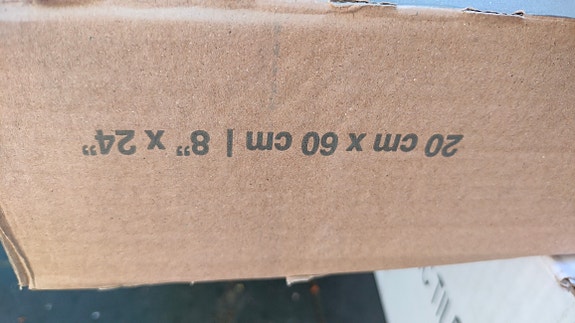 20 cm x 60 cm | 8” x 24”